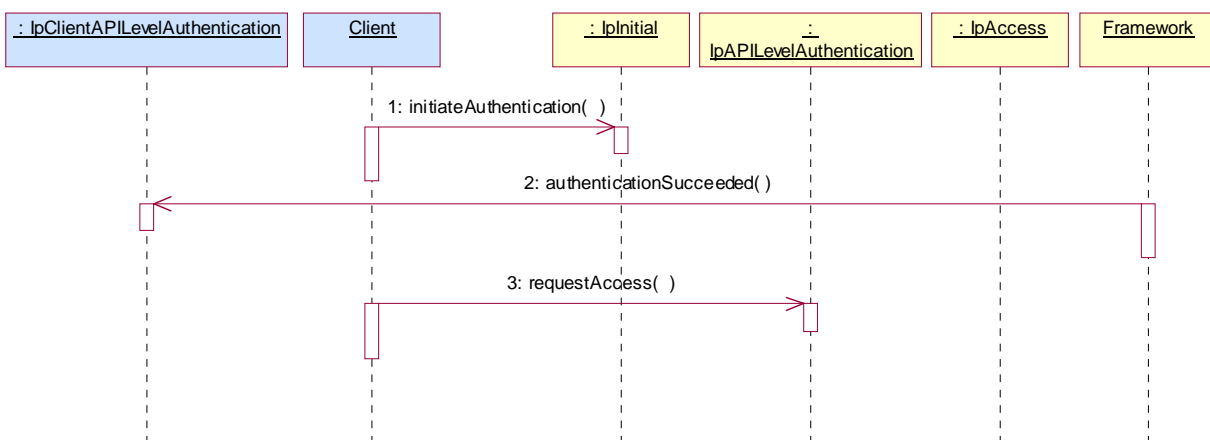 : IpClientAPILevelAuthentication
Client
: IpInitial
:
IpAPILevelAuthentication
: IpAccess
Framework
1: initiateAuthentication(  )
2: authenticationSucceeded( )
3: requestAccess(  )